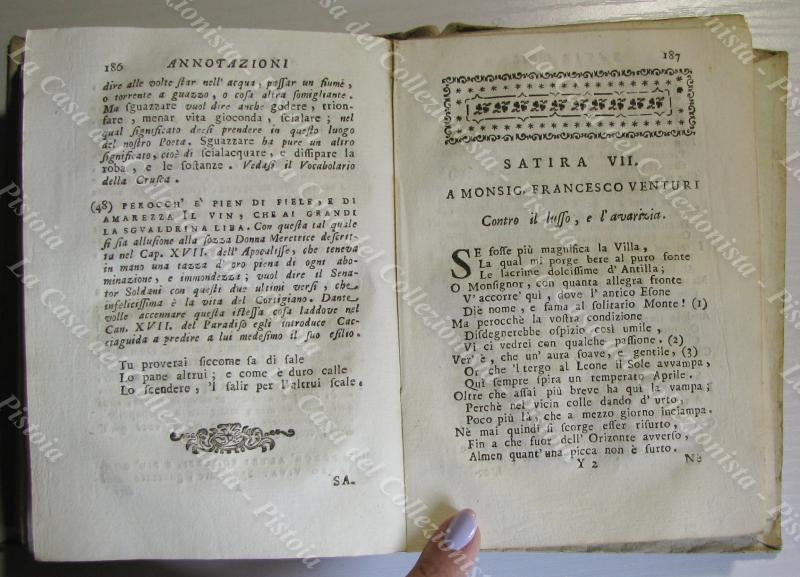 186 ANNOTAZIONI
dire alle volte ſtar nell' acqua, paſſar un fiume,
o torrente a guazzo, o coſa altra ſomigliante.
Ma ſguazzare vuol dire anche godere, trion-
fare, menar vita gioconda, ſcialare; nel
qual ſignificato deeſi prendere in queſto luogo
del noſtro Poeta. Sguazzare ha pure un altro
ſignificato, cioè di ſcialacquare, e diſſipare la
roba, e le ſoſtanze. Vedaſi il Vocabolario
della Cruſca.
(48) PEROCCH' E' PIEN DI FIELE, E DI
AMAREZZA IL VIN, CHE AI GRANDI
LA SGUALDRINA LIBA. Con queſta tal quale
ſi fia alluſione alla ſozza Donna Meretrice deſcrit-
ta nel Cap. XVII. dell' Apocaliſſe, che teneva
in mano una tazza d' oro piena di ogni abo-
minazione, e immondezza; vuol dire il Sena-
tor Soldani con queſti due ultimi verſi, che
infeliciſſima è la vita del Cortigiano. Dante
volle accennare queſta iſteſſa coſa laddove nel
Can. XVII. del Paradiſo egli introduce Cac-
ciaguida a predire a lui medeſimo il ſuo eſilio.
Tu proverai ſiccome ſa di ſale
Lo pane altrui; e come è duro calle
Lo ſcendere, 'l ſalir per l'altrui ſcale.
SA-
187
SATIRA VII.
A MONSIG. FRANCESCO VENTURI
Contro il luſſo, e l'avarizia.
SE foſſe più magnifica la Villa,
La qual mi porge bere al puro fonte
Le lacrime dolciſſime d' Antilla;
O Monſignor, con quanta allegra fronte
V' accorre' qui, dove l' antico Eſone
Diè nome, e fama al ſolitario Monte! (1)
Ma perocchè la voſtra condizione
Diſdegnerebbe oſpizio così umile,
Vi ci vedrei con qualche paſſione. (2)
Ver' è, che un' aura ſoave, e gentile, (3)
Or, che 'l tergo al Leone il Sole avvampa,
Quì ſempre ſpira un temperato Aprile.
Oltre che aſſai più breve ha qui la vampa;
Perchè nel vicin colle dando d' urto,
Poco più là, che a mezzo giorno inciampa.
Nè mai quindi ſi ſcorge eſſer riſurto,
Fin a che fuor dell' Orizonte avverſo,
Almen quant' una picca non è ſurto.
Y 2 Nè
La Casa del Collezionista - Pistoia